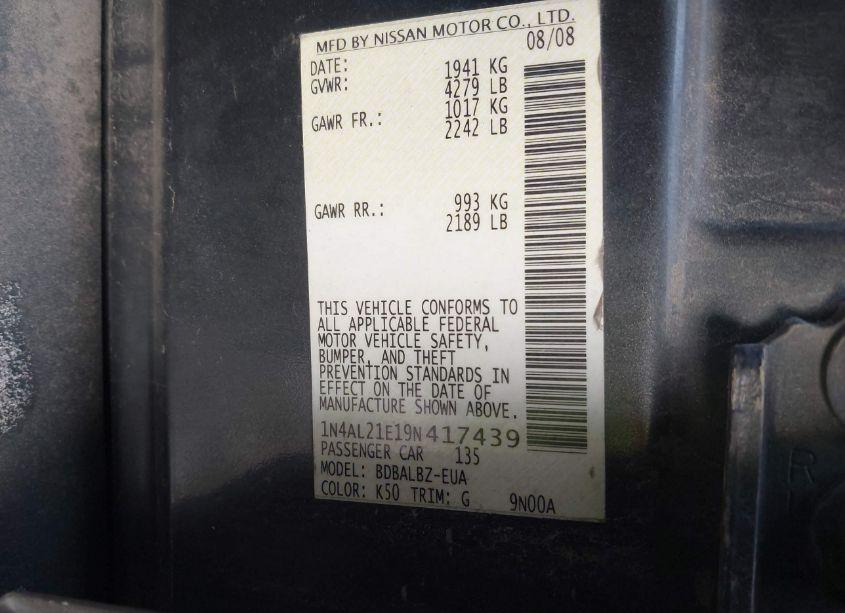 MFD BY NISSAN MOTOR CO., LTD.
DATE: 08/08
GVWR: 1941 KG
4279 LB
GAWR FR.: 1017 KG
2242 LB
GAWR RR.: 993 KG
2189 LB
THIS VEHICLE CONFORMS TO
ALL APPLICABLE FEDERAL
MOTOR VEHICLE SAFETY,
BUMPER, AND THEFT
PREVENTION STANDARDS IN
EFFECT ON THE DATE OF
MANUFACTURE SHOWN ABOVE.
1N4AL21E19N417439
PASSENGER CAR 135
MODEL: BDBALBZ-EUA
COLOR: K50 TRIM: G 9N00A
R